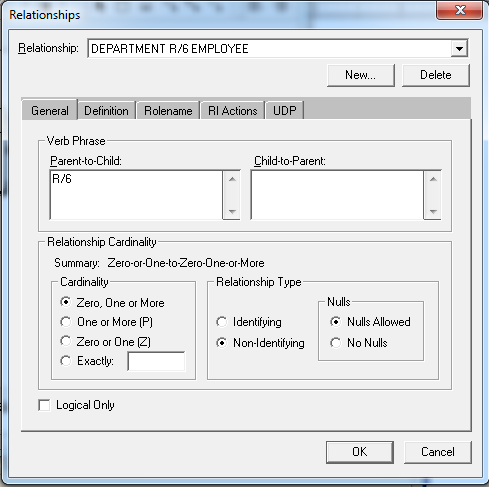 Relationships
Relationship: DEPARTMENT R/6 EMPLOYEE
New... Delete
General Definition Rolename RI Actions UDP
Verb Phrase
Parent-to-Child: Child-to-Parent:
R/6
Relationship Cardinality
Summary: Zero-or-One-to-Zero-One-or-More
Cardinality Relationship Type
Nulls
Zero, One or More
Identifying Nulls Allowed
One or More (P)
Non-Identifying No Nulls
Zero or One (Z)
Exactly:
Logical Only
OK Cancel